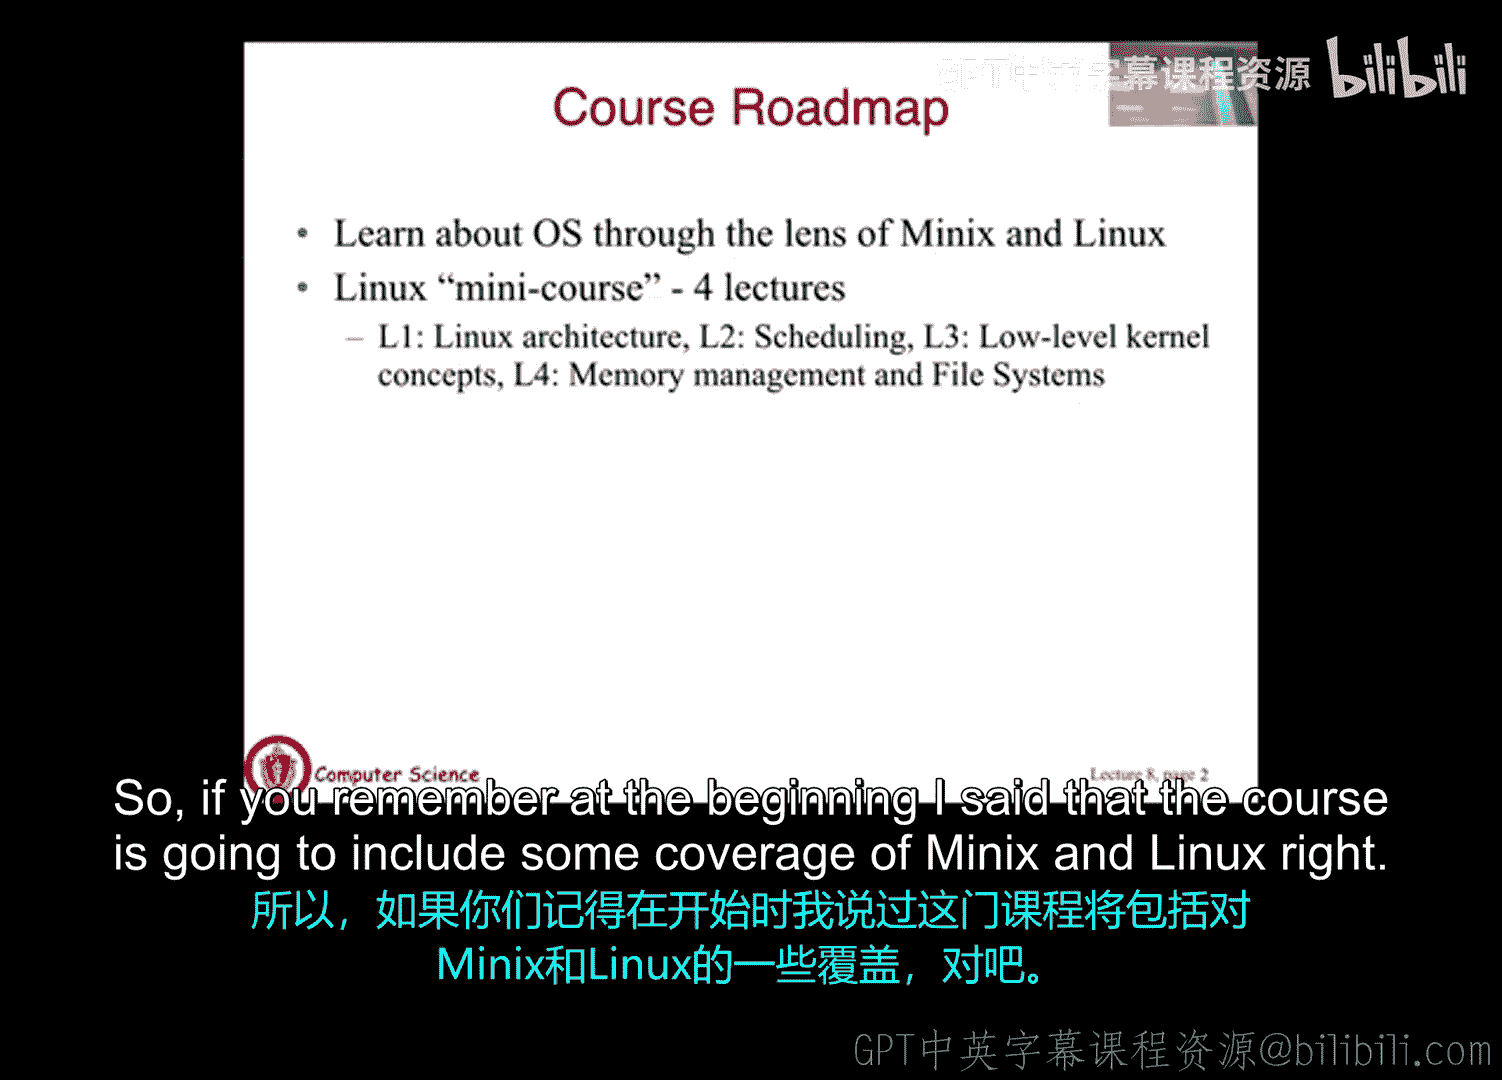 GPT中英字幕课程资源 bilibili
Course Roadmap
• Learn about OS through the lens of Minix and Linux
• Linux “mini-course” - 4 lectures
– L1: Linux architecture, L2: Scheduling, L3: Low-level kernel
concepts, L4: Memory management and File Systems
Computer Science
Lecture 8, page 2
So, if you remember at the beginning I said that the course
is going to include some coverage of Minix and Linux right.
所以，如果你们记得在开始时我说过这门课程将包括对
Minix和Linux的一些覆盖，对吧。
GPT中英字幕课程资源@bilibili.com